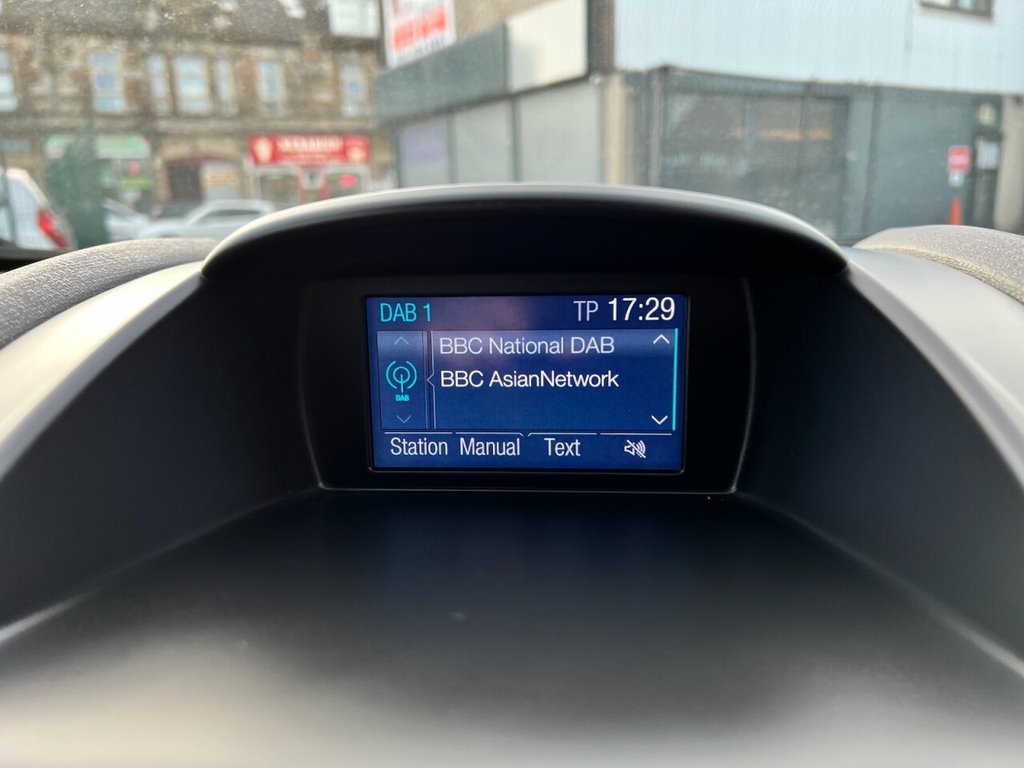 DAB 1 TP 17:29
BBC National DAB
DAB
BBC AsianNetwork
Station Manual Text